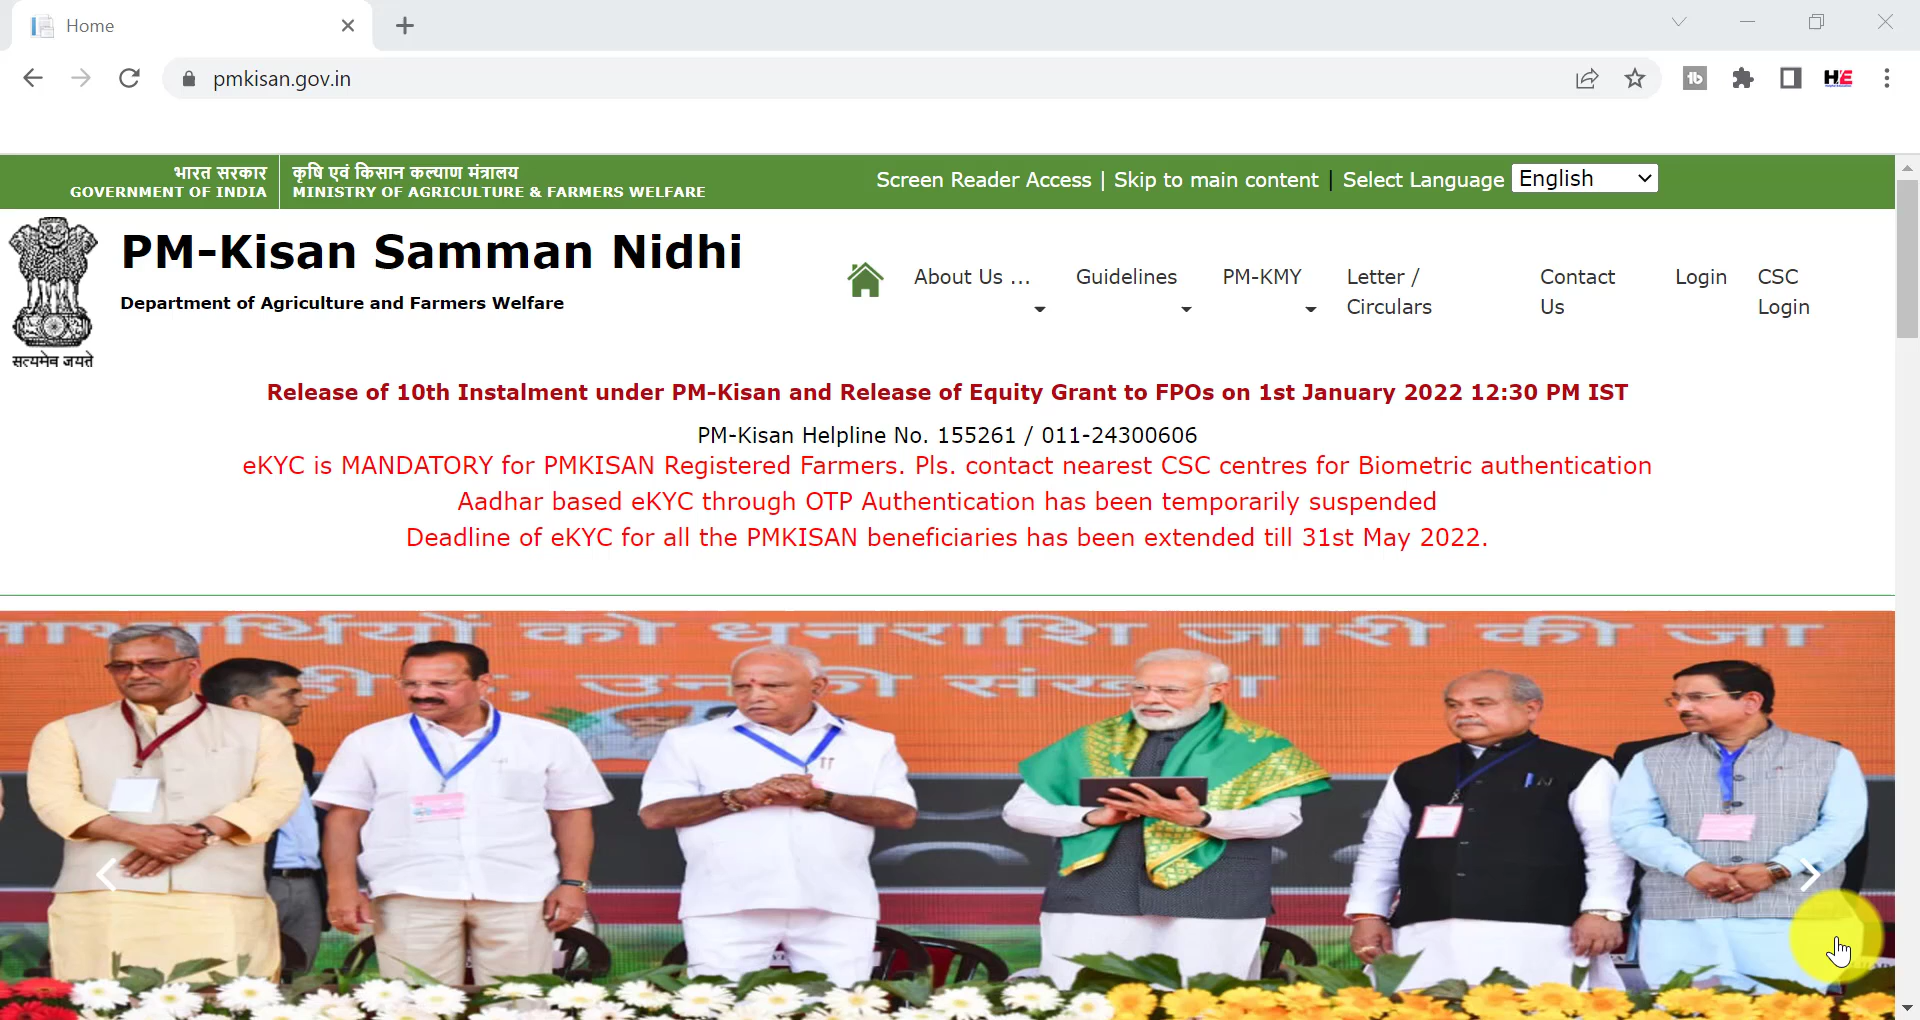 Home
pmkisan.gov.in
भारत सरकार
GOVERNMENT OF INDIA
कृषि एवं किसान कल्याण मंत्रालय
MINISTRY OF AGRICULTURE & FARMERS WELFARE
Screen Reader Access | Skip to main content | Select Language English
PM-Kisan Samman Nidhi
Department of Agriculture and Farmers Welfare
सत्यमेव जयते
About Us ...
Guidelines
PM-KMY
Letter /
Circulars
Contact
Us
Login
CSC
Login
Release of 10th Instalment under PM-Kisan and Release of Equity Grant to FPOs on 1st January 2022 12:30 PM IST
PM-Kisan Helpline No. 155261 / 011-24300606
eKYC is MANDATORY for PMKISAN Registered Farmers. Pls. contact nearest CSC centres for Biometric authentication
Aadhar based eKYC through OTP Authentication has been temporarily suspended
Deadline of eKYC for all the PMKISAN beneficiaries has been extended till 31st May 2022.
को धनराशि जारी की जा